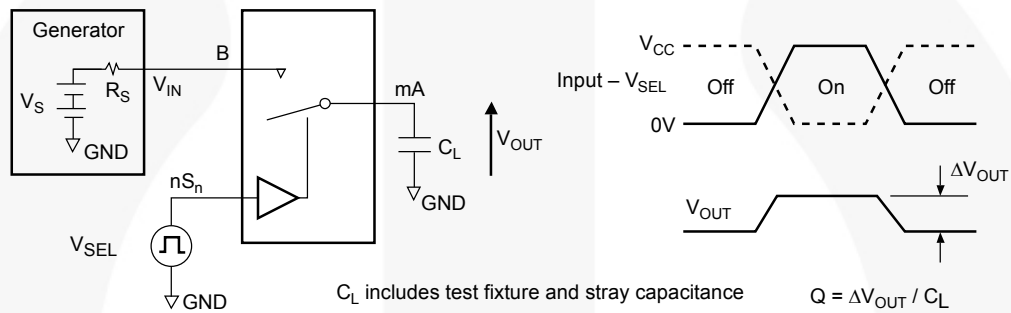 Generator
V_S
R_S
V_IN
GND
B
mA
C_L
GND
V_OUT
nS_n
V_SEL
GND
C_L includes test fixture and stray capacitance
V_CC
Input – V_SEL
0V
Off
On
Off
V_OUT
ΔV_OUT
Q = ΔV_OUT / C_L